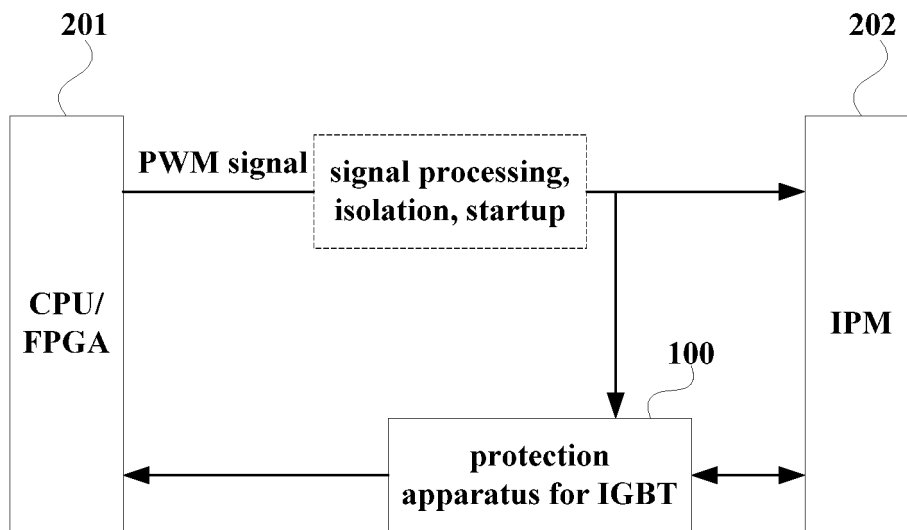 201
202
PWM signal
signal processing,
isolation, startup
CPU/
FPGA
IPM
100
protection
apparatus for IGBT